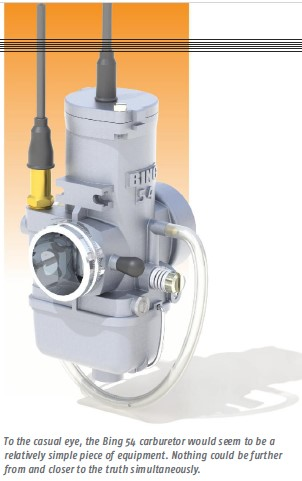 BING
54
To the casual eye, the Bing 54 carburetor would seem to be a
relatively simple piece of equipment. Nothing could be further
from and closer to the truth simultaneously.